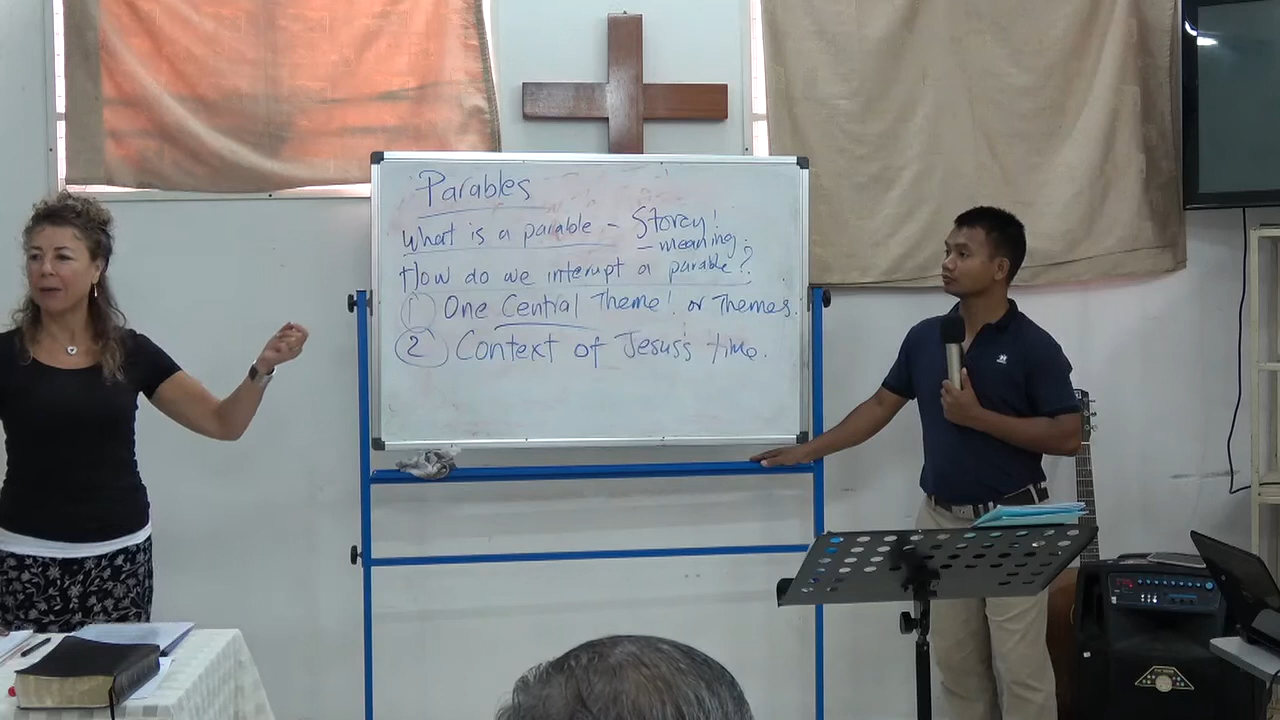 Parables
What is a parable - Storey!
- meaning.
How do we interupt a parable?
① One Central Theme! or Themes.
② Context of Jesus's time.